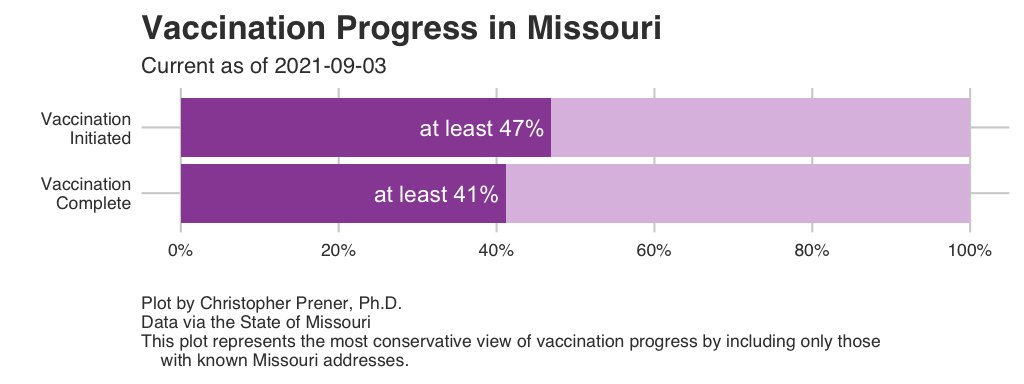 Vaccination Progress in Missouri
Current as of 2021-09-03
Vaccination
Initiated
at least 47%
Vaccination
Complete
at least 41%
0% 20% 40% 60% 80% 100%
Plot by Christopher Prener, Ph.D.
Data via the State of Missouri
This plot represents the most conservative view of vaccination progress by including only those
with known Missouri addresses.